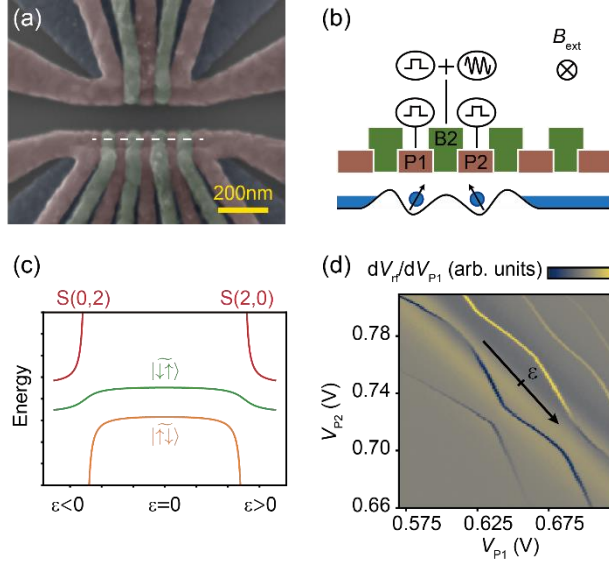 (a)
200nm
(b)
B_ext
+
B2
P1
P2
(c)
S(0,2)
S(2,0)
|↓↑̃⟩
|↑↓̃⟩
Energy
ε<0
ε=0
ε>0
(d)
dV_rf/dV_P1 (arb. units)
0.78
0.74
0.70
0.66
V_P2 (V)
ε
0.575
0.625
0.675
V_P1 (V)